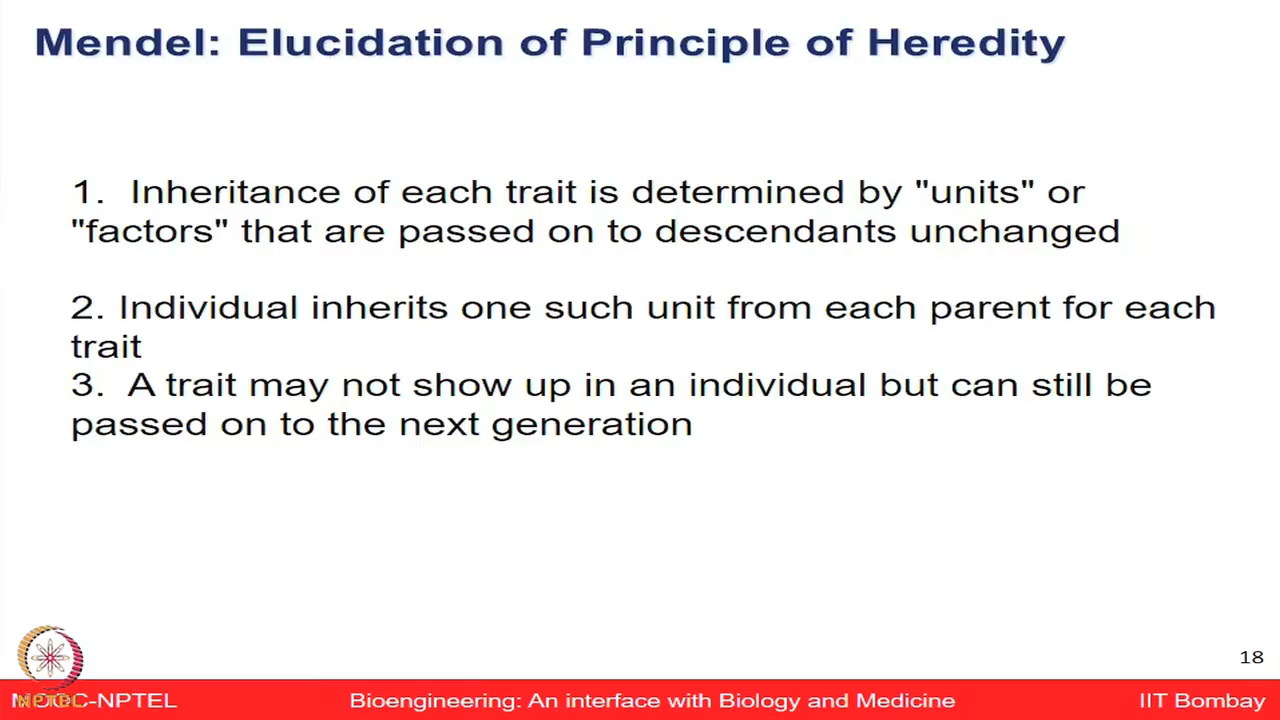 Mendel: Elucidation of Principle of Heredity
1. Inheritance of each trait is determined by "units" or
"factors" that are passed on to descendants unchanged
2. Individual inherits one such unit from each parent for each
trait
3. A trait may not show up in an individual but can still be
passed on to the next generation
18
NPTEL
MOOC-NPTEL Bioengineering: An interface with Biology and Medicine IIT Bombay